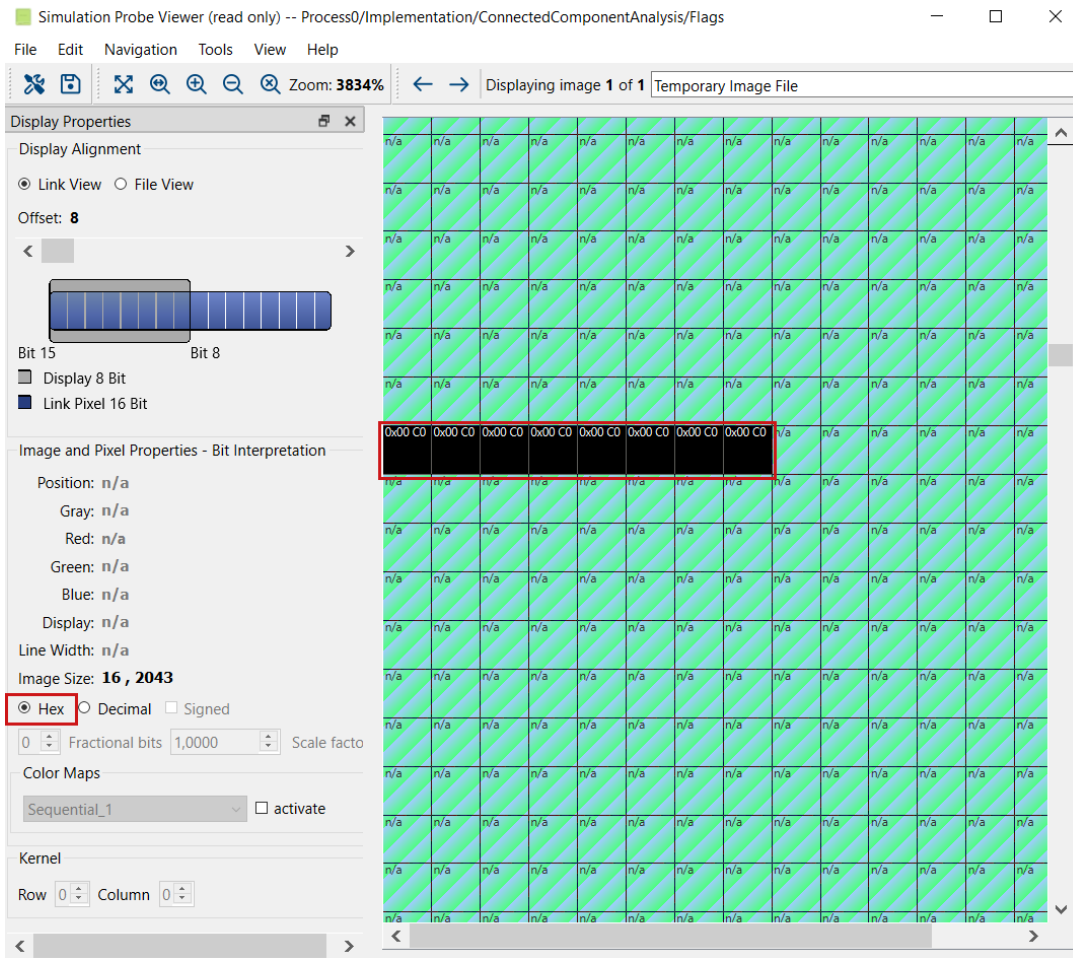 Simulation Probe Viewer (read only) -- Process0/Implementation/ConnectedComponentAnalysis/Flags
File Edit Navigation Tools View Help
Zoom: 3834% Displaying image 1 of 1 Temporary Image File
Display Properties
Display Alignment
Link View File View
Offset: 8
Bit 15 Bit 8
Display 8 Bit
Link Pixel 16 Bit
Image and Pixel Properties - Bit Interpretation
Position: n/a
Gray: n/a
Red: n/a
Green: n/a
Blue: n/a
Display: n/a
Line Width: n/a
Image Size: 16 , 2043
Hex Decimal Signed
0 Fractional bits 1,0000 Scale facto
Color Maps
Sequential_1 activate
Kernel
Row 0 Column 0
n/a n/a n/a n/a n/a n/a n/a n/a n/a n/a n/a n/a n/a n/a
n/a n/a n/a n/a n/a n/a n/a n/a n/a n/a n/a n/a n/a n/a
n/a n/a n/a n/a n/a n/a n/a n/a n/a n/a n/a n/a n/a n/a
n/a n/a n/a n/a n/a n/a n/a n/a n/a n/a n/a n/a n/a n/a
n/a n/a n/a n/a n/a n/a n/a n/a n/a n/a n/a n/a n/a n/a
n/a n/a n/a n/a n/a n/a n/a n/a n/a n/a n/a n/a n/a n/a
0x00 C0 0x00 C0 0x00 C0 0x00 C0 0x00 C0 0x00 C0 0x00 C0 0x00 C0 n/a n/a n/a n/a n/a n/a
n/a n/a n/a n/a n/a n/a n/a n/a n/a n/a n/a n/a n/a n/a
n/a n/a n/a n/a n/a n/a n/a n/a n/a n/a n/a n/a n/a n/a
n/a n/a n/a n/a n/a n/a n/a n/a n/a n/a n/a n/a n/a n/a
n/a n/a n/a n/a n/a n/a n/a n/a n/a n/a n/a n/a n/a n/a
n/a n/a n/a n/a n/a n/a n/a n/a n/a n/a n/a n/a n/a n/a
n/a n/a n/a n/a n/a n/a n/a n/a n/a n/a n/a n/a n/a n/a
n/a n/a n/a n/a n/a n/a n/a n/a n/a n/a n/a n/a n/a n/a
n/a n/a n/a n/a n/a n/a n/a n/a n/a n/a n/a n/a n/a n/a
n/a n/a n/a n/a n/a n/a n/a n/a n/a n/a n/a n/a n/a n/a
n/a n/a n/a n/a n/a n/a n/a n/a n/a n/a n/a n/a n/a n/a